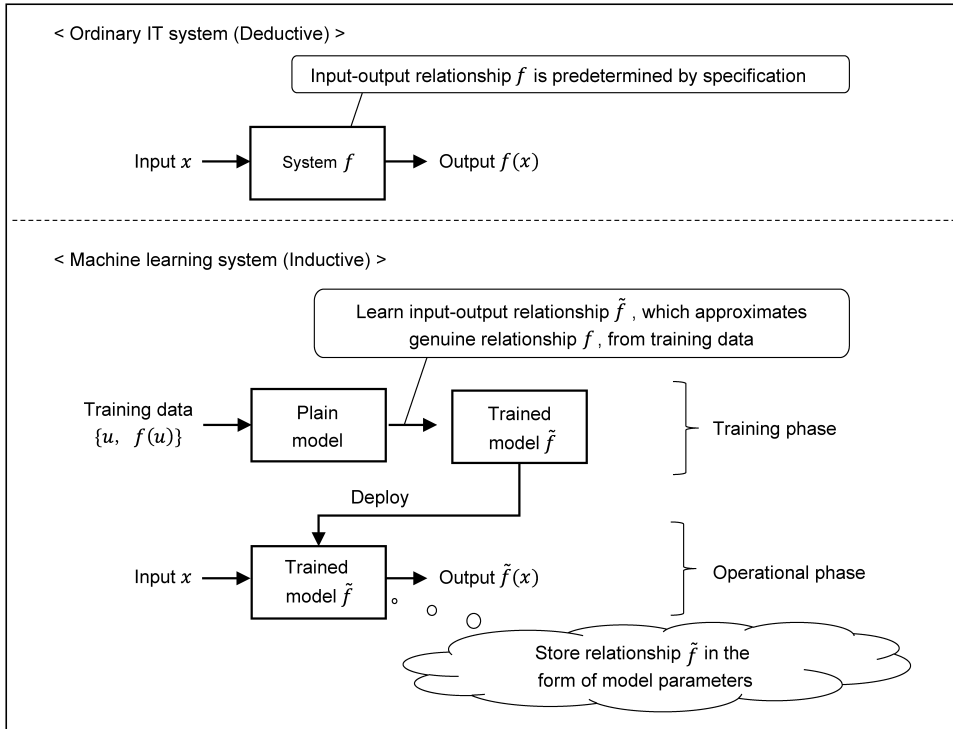 < Ordinary IT system (Deductive) >
Input-output relationship f is predetermined by specification
Input x
System f
Output f(x)
< Machine learning system (Inductive) >
Learn input-output relationship f̃ , which approximates
genuine relationship f , from training data
Training data
{u, f(u)}
Plain
model
Trained
model f̃
Training phase
Deploy
Input x
Trained
model f̃
Output f̃(x)
Operational phase
Store relationship f̃ in the
form of model parameters